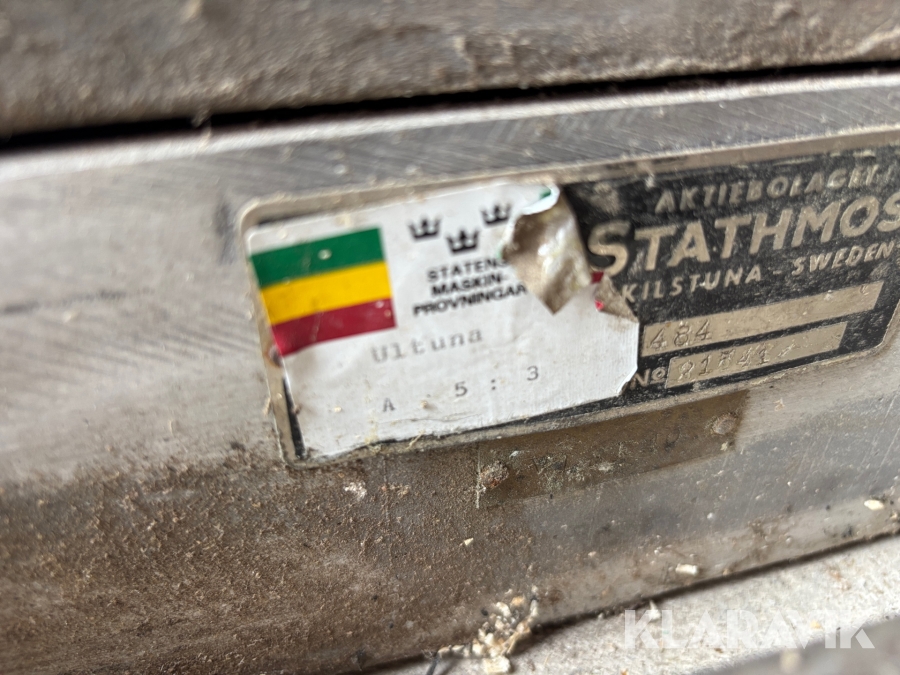 STATENS
MASKIN-
PROVNINGAR
Ultuna
A 5:3
AKTIEBOLAGET
STATHMOS
KILSTUNA - SWEDEN
484
No
KLARAVIK